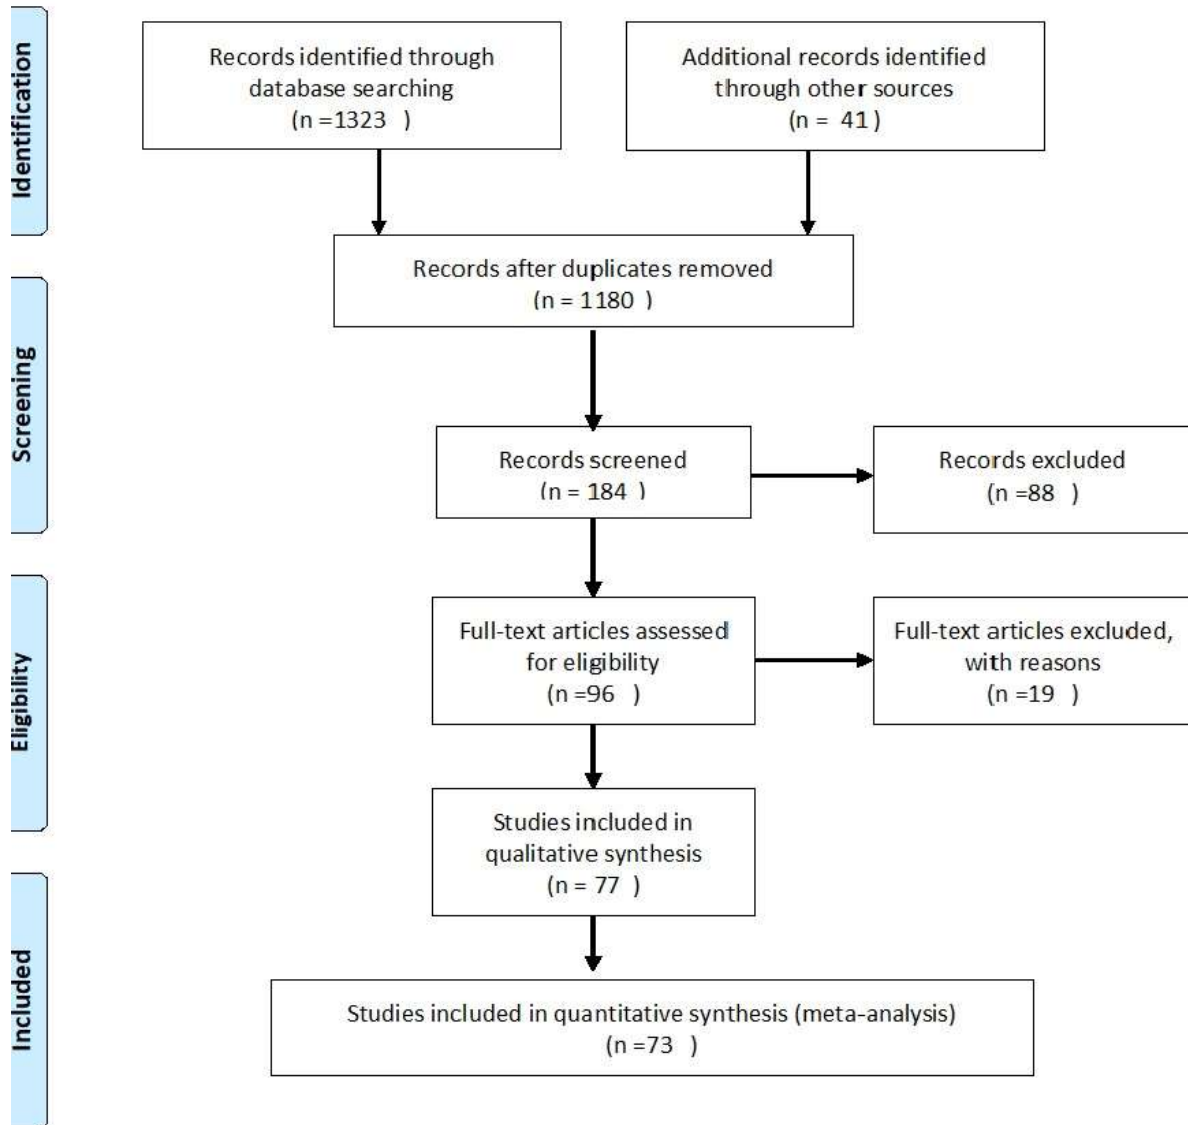 Identification
Records identified through
database searching
(n =1323   )
Additional records identified
through other sources
(n =  41 )
Records after duplicates removed
(n = 1180   )
Screening
Records screened
(n = 184   )
Records excluded
(n =88   )
Eligibility
Full-text articles assessed
for eligibility
(n =96   )
Full-text articles excluded,
with reasons
(n =19   )
Studies included in
qualitative synthesis
(n = 77   )
Included
Studies included in quantitative synthesis (meta-analysis)
(n =73   )